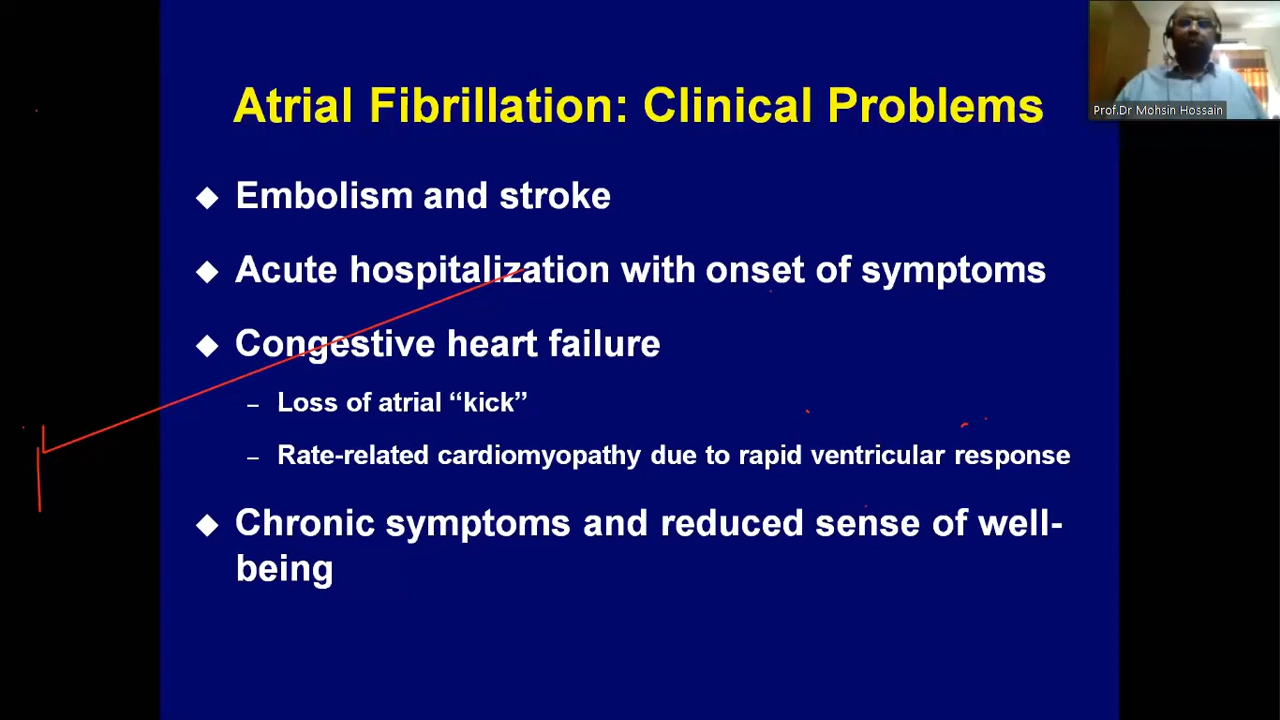 Atrial Fibrillation: Clinical Problems
Prof.Dr Mohsin Hossain
◆ Embolism and stroke
◆ Acute hospitalization with onset of symptoms
◆ Congestive heart failure
– Loss of atrial “kick”
– Rate-related cardiomyopathy due to rapid ventricular response
◆ Chronic symptoms and reduced sense of well-
being